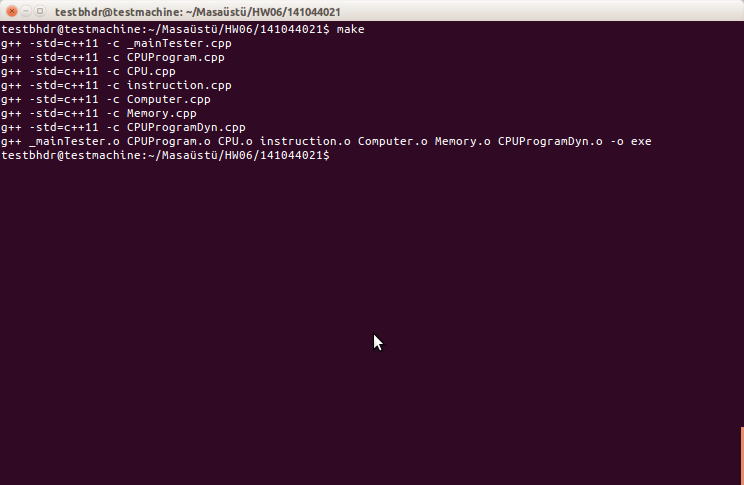 testbhdr@testmachine: ~/Masaüstü/HW06/141044021
testbhdr@testmachine:~/Masaüstü/HW06/141044021$ make
g++ -std=c++11 -c _mainTester.cpp
g++ -std=c++11 -c CPUProgram.cpp
g++ -std=c++11 -c CPU.cpp
g++ -std=c++11 -c instruction.cpp
g++ -std=c++11 -c Computer.cpp
g++ -std=c++11 -c Memory.cpp
g++ -std=c++11 -c CPUProgramDyn.cpp
g++ _mainTester.o CPUProgram.o CPU.o instruction.o Computer.o Memory.o CPUProgramDyn.o -o exe
testbhdr@testmachine:~/Masaüstü/HW06/141044021$